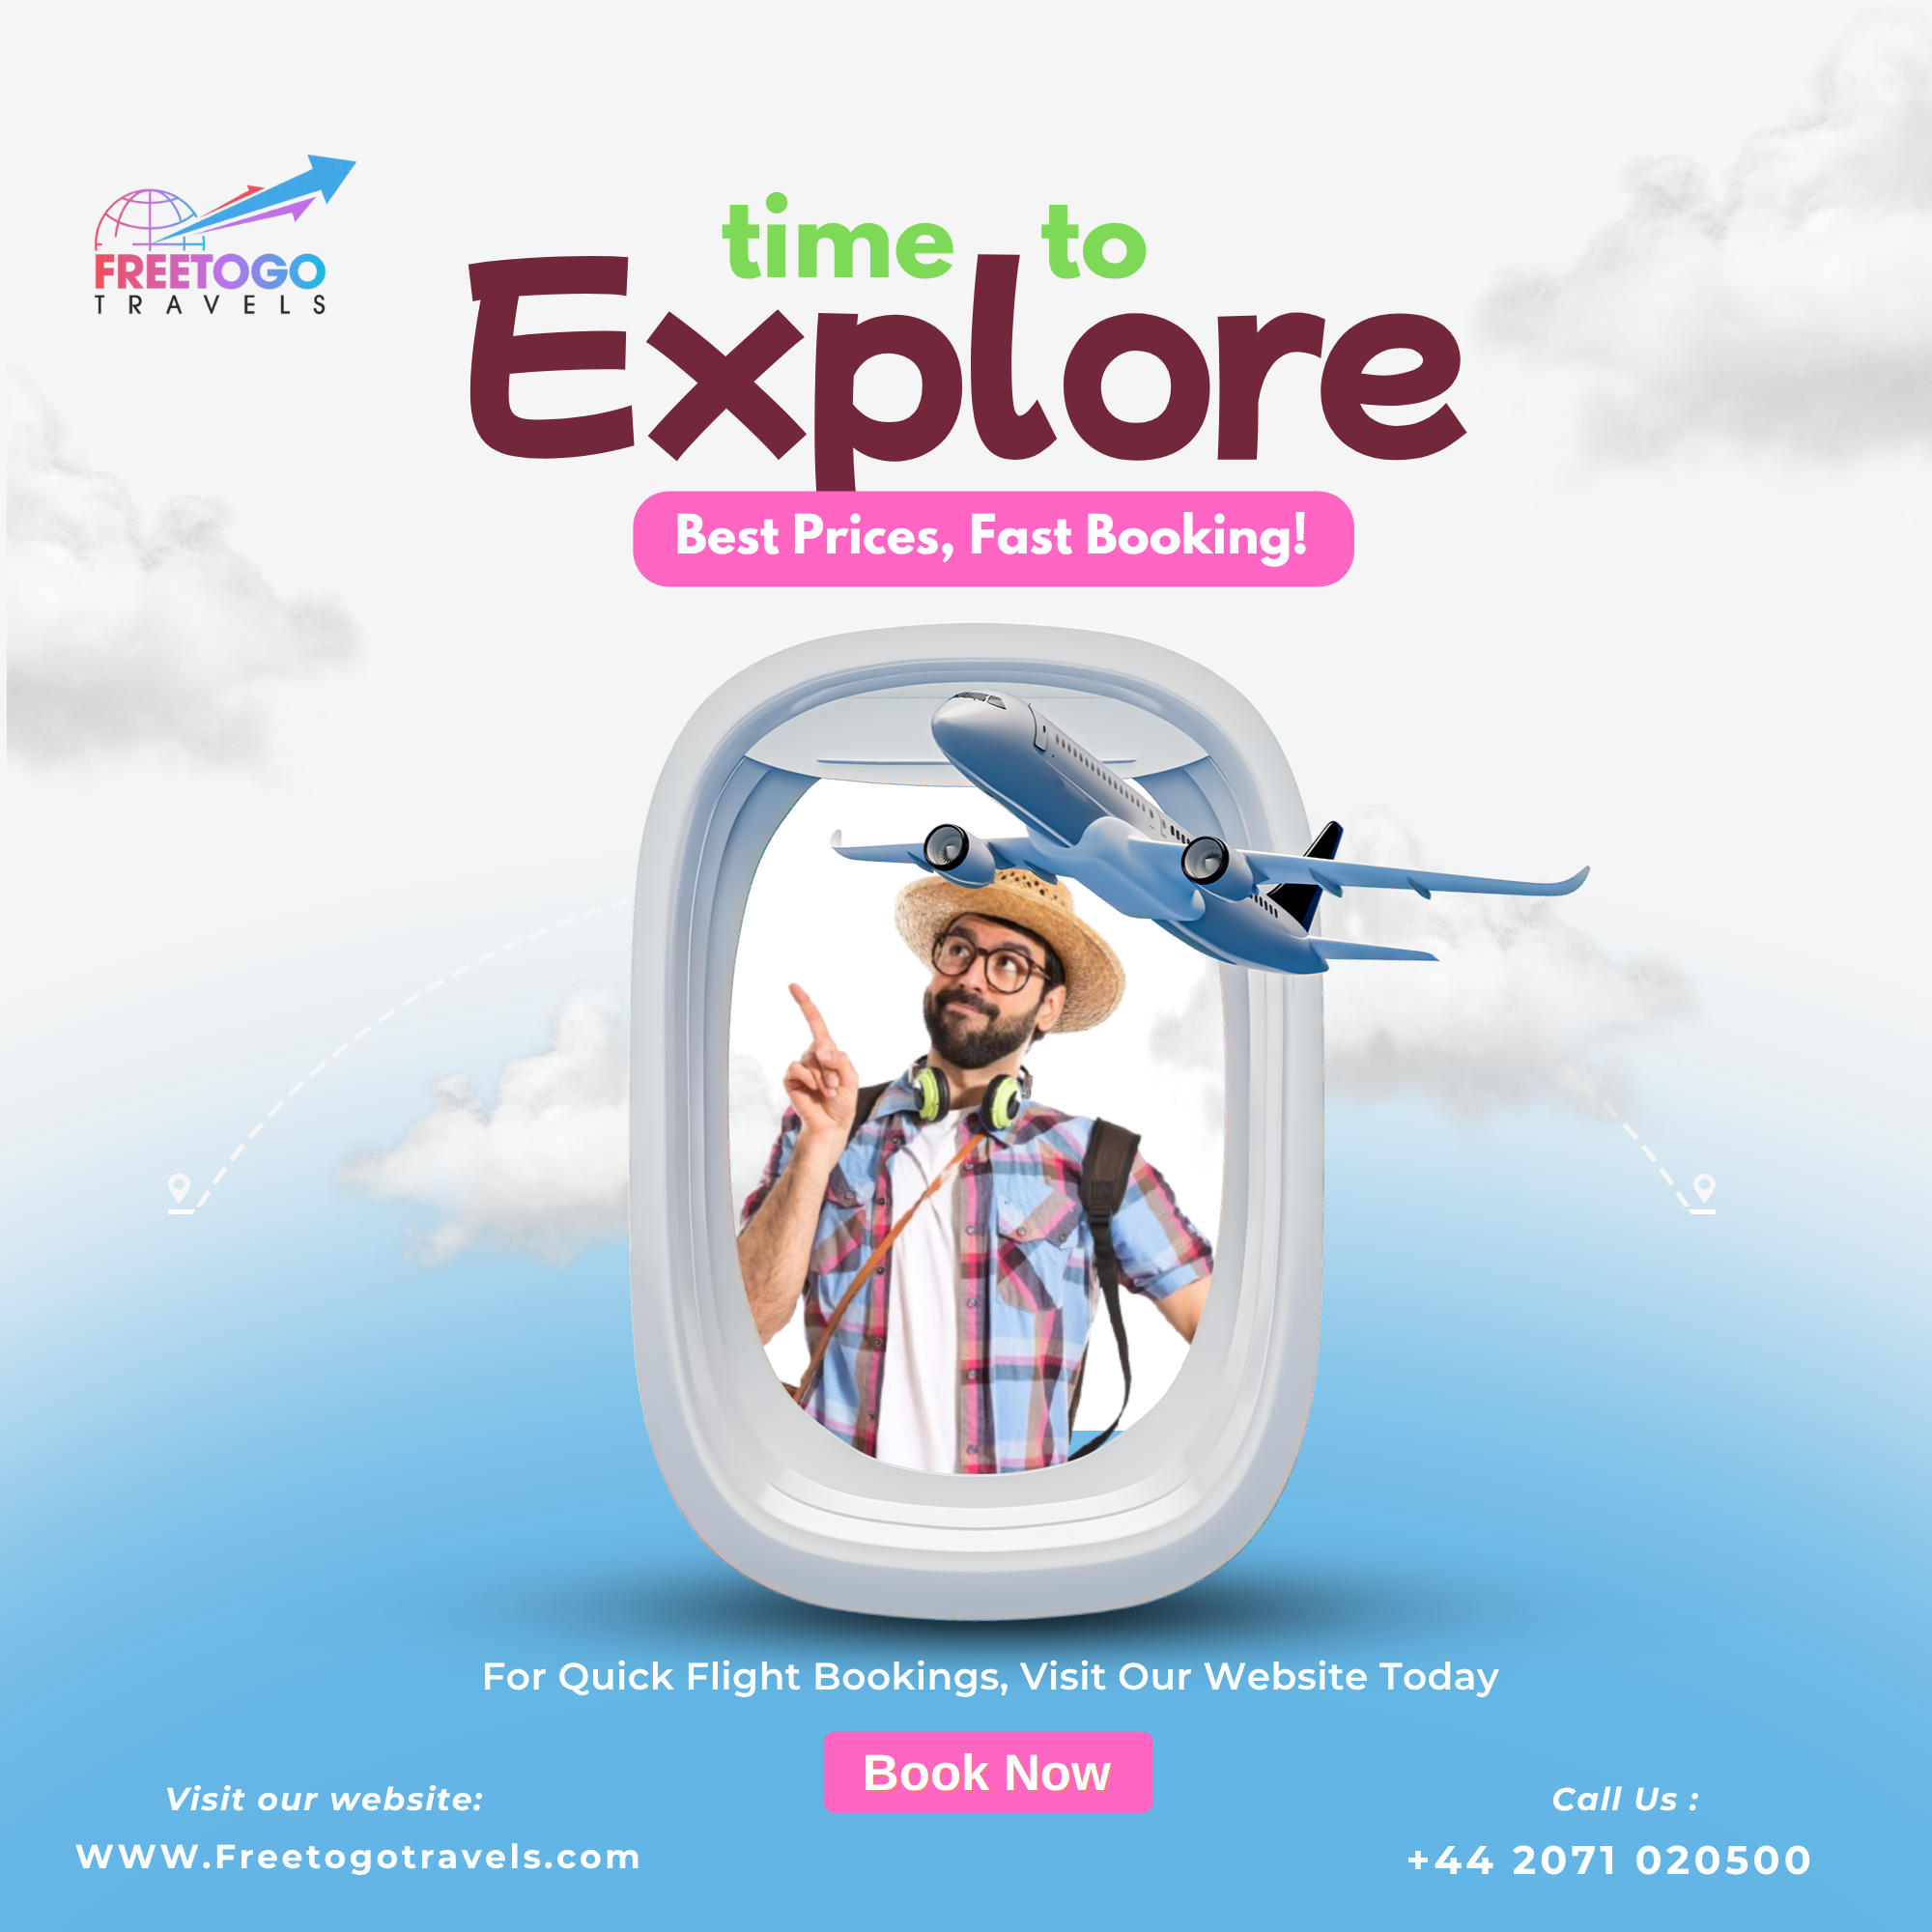 FREETOGO
TRAVELS
time to
Explore
Best Prices, Fast Booking!
For Quick Flight Bookings, Visit Our Website Today
Book Now
Visit our website:
WWW.Freetogotravels.com
Call Us :
+44 2071 020500